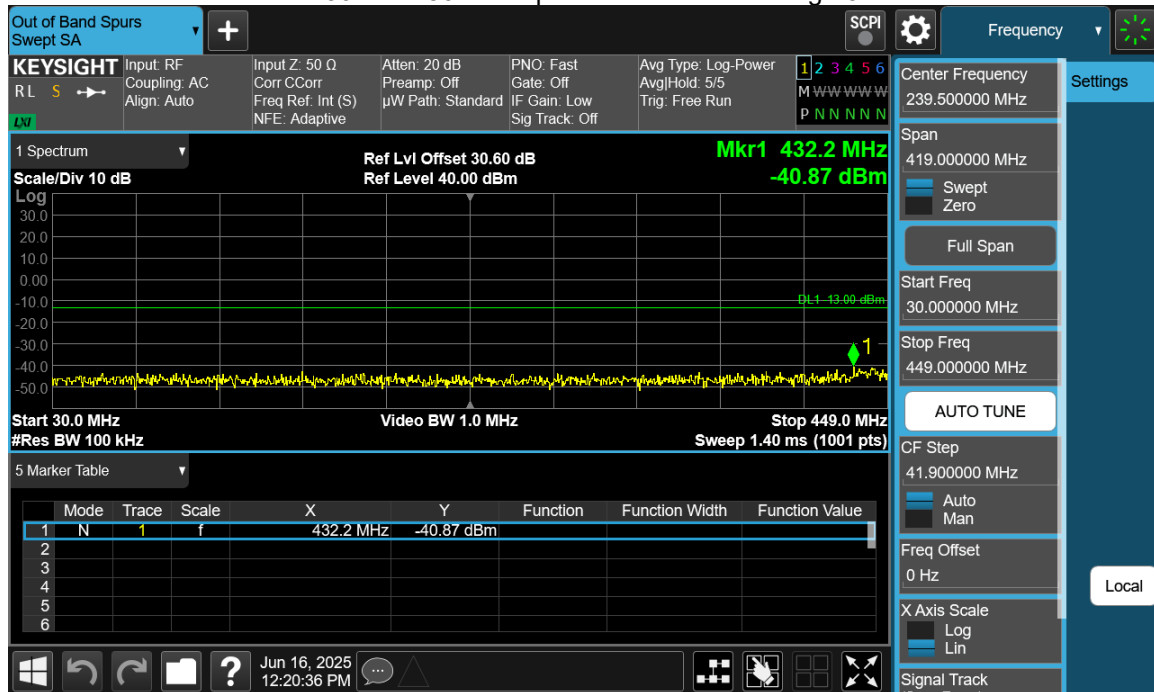 Out of Band Spurs
Swept SA
+
SCPI
Frequency
KEYSIGHT
RL S
LXI
Input: RF
Coupling: AC
Align: Auto
Input Z: 50 Ω
Corr CCorr
Freq Ref: Int (S)
NFE: Adaptive
Atten: 20 dB
Preamp: Off
µW Path: Standard
PNO: Fast
Gate: Off
IF Gain: Low
Sig Track: Off
Avg Type: Log-Power
Avg|Hold: 5/5
Trig: Free Run
1 2 3 4 5 6
M W W W W W
P N N N N N
1 Spectrum
Scale/Div 10 dB
Ref Lvl Offset 30.60 dB
Ref Level 40.00 dBm
Mkr1 432.2 MHz
-40.87 dBm
Log
30.0
20.0
10.0
0.00
-10.0
-20.0
-30.0
-40.0
-50.0
DL1 -13.00 dBm
1
Start 30.0 MHz
Video BW 1.0 MHz
Stop 449.0 MHz
#Res BW 100 kHz
Sweep 1.40 ms (1001 pts)
5 Marker Table
Mode Trace Scale X Y Function Function Width Function Value
1 N 1 f 432.2 MHz -40.87 dBm
2
3
4
5
6
Jun 16, 2025
12:20:36 PM
?
Center Frequency
239.500000 MHz
Span
419.000000 MHz
Swept
Zero
Full Span
Start Freq
30.000000 MHz
Stop Freq
449.000000 MHz
AUTO TUNE
CF Step
41.900000 MHz
Auto
Man
Freq Offset
0 Hz
X Axis Scale
Log
Lin
Signal Track
Settings
Local